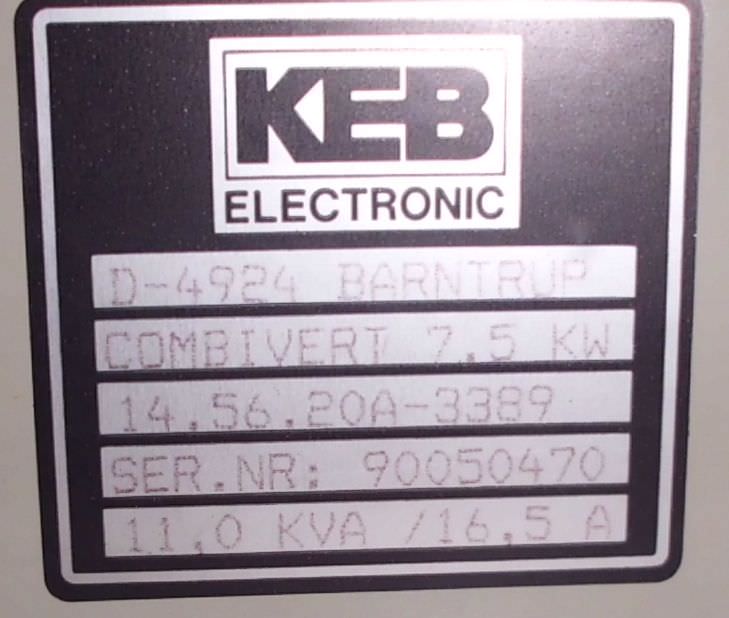 KEB
ELECTRONIC
D-4924 BARNTRUP
COMBIVERT 7.5 KW
14.56.20A-3389
SER.NR: 90050470
11,0 KVA /16,5 A